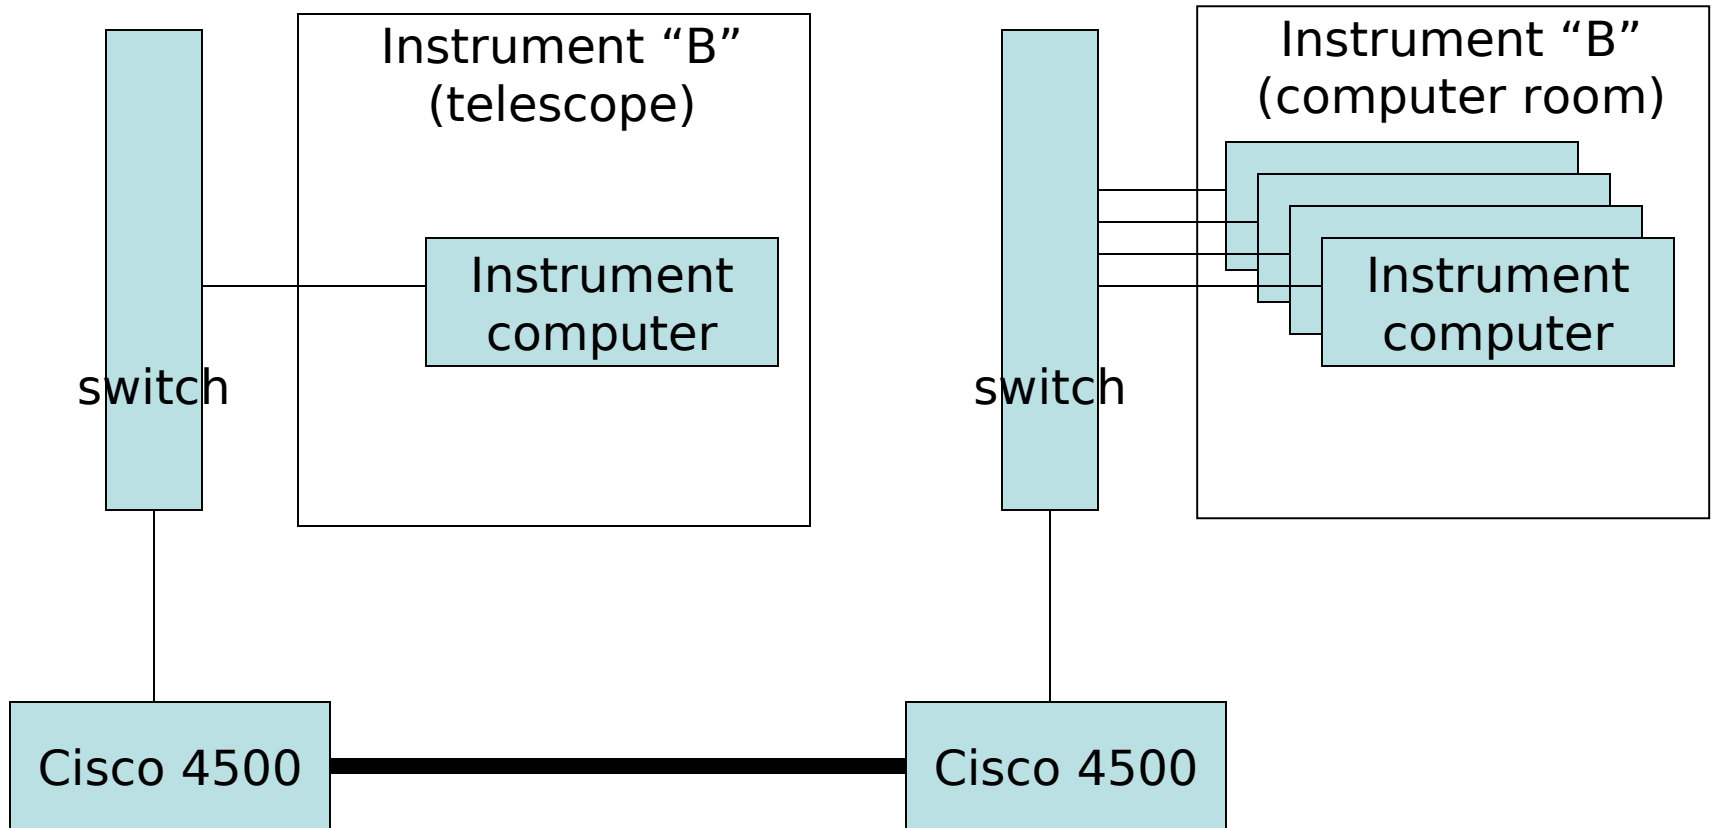 Instrument “B”
(telescope)
Instrument
computer
switch
Cisco 4500
Instrument “B”
(computer room)
Instrument
computer
switch
Cisco 4500